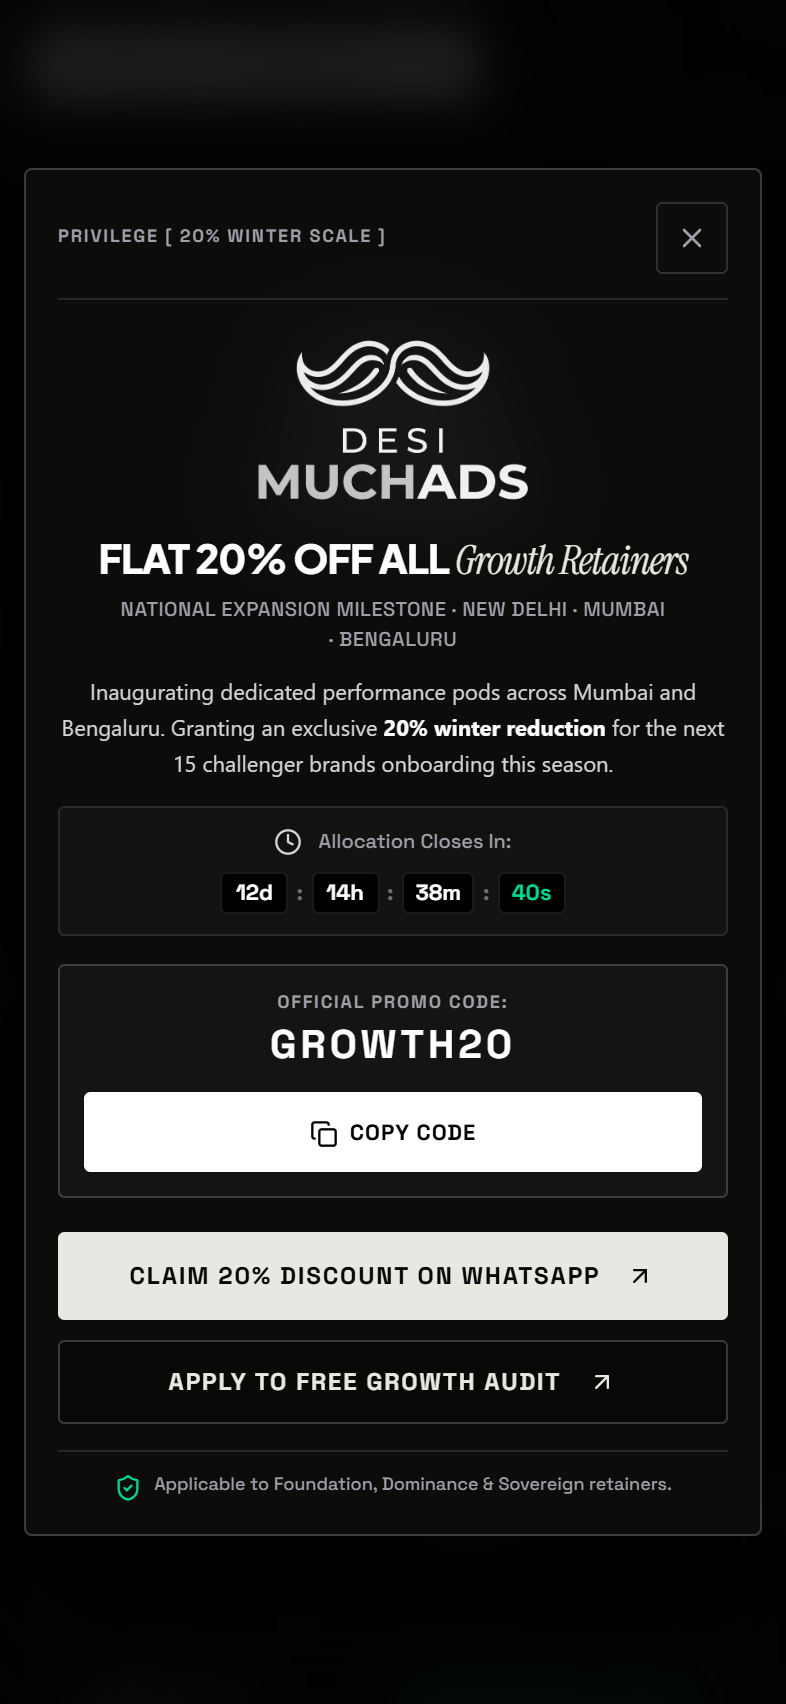 PRIVILEGE [ 20% WINTER SCALE ]
DESI
MUCHADS
FLAT 20% OFF ALL Growth Retainers
NATIONAL EXPANSION MILESTONE · NEW DELHI · MUMBAI
· BENGALURU
Inaugurating dedicated performance pods across Mumbai and
Bengaluru. Granting an exclusive 20% winter reduction for the next
15 challenger brands onboarding this season.
Allocation Closes In:
12d : 14h : 38m : 40s
OFFICIAL PROMO CODE:
GROWTH20
COPY CODE
CLAIM 20% DISCOUNT ON WHATSAPP
APPLY TO FREE GROWTH AUDIT
Applicable to Foundation, Dominance & Sovereign retainers.